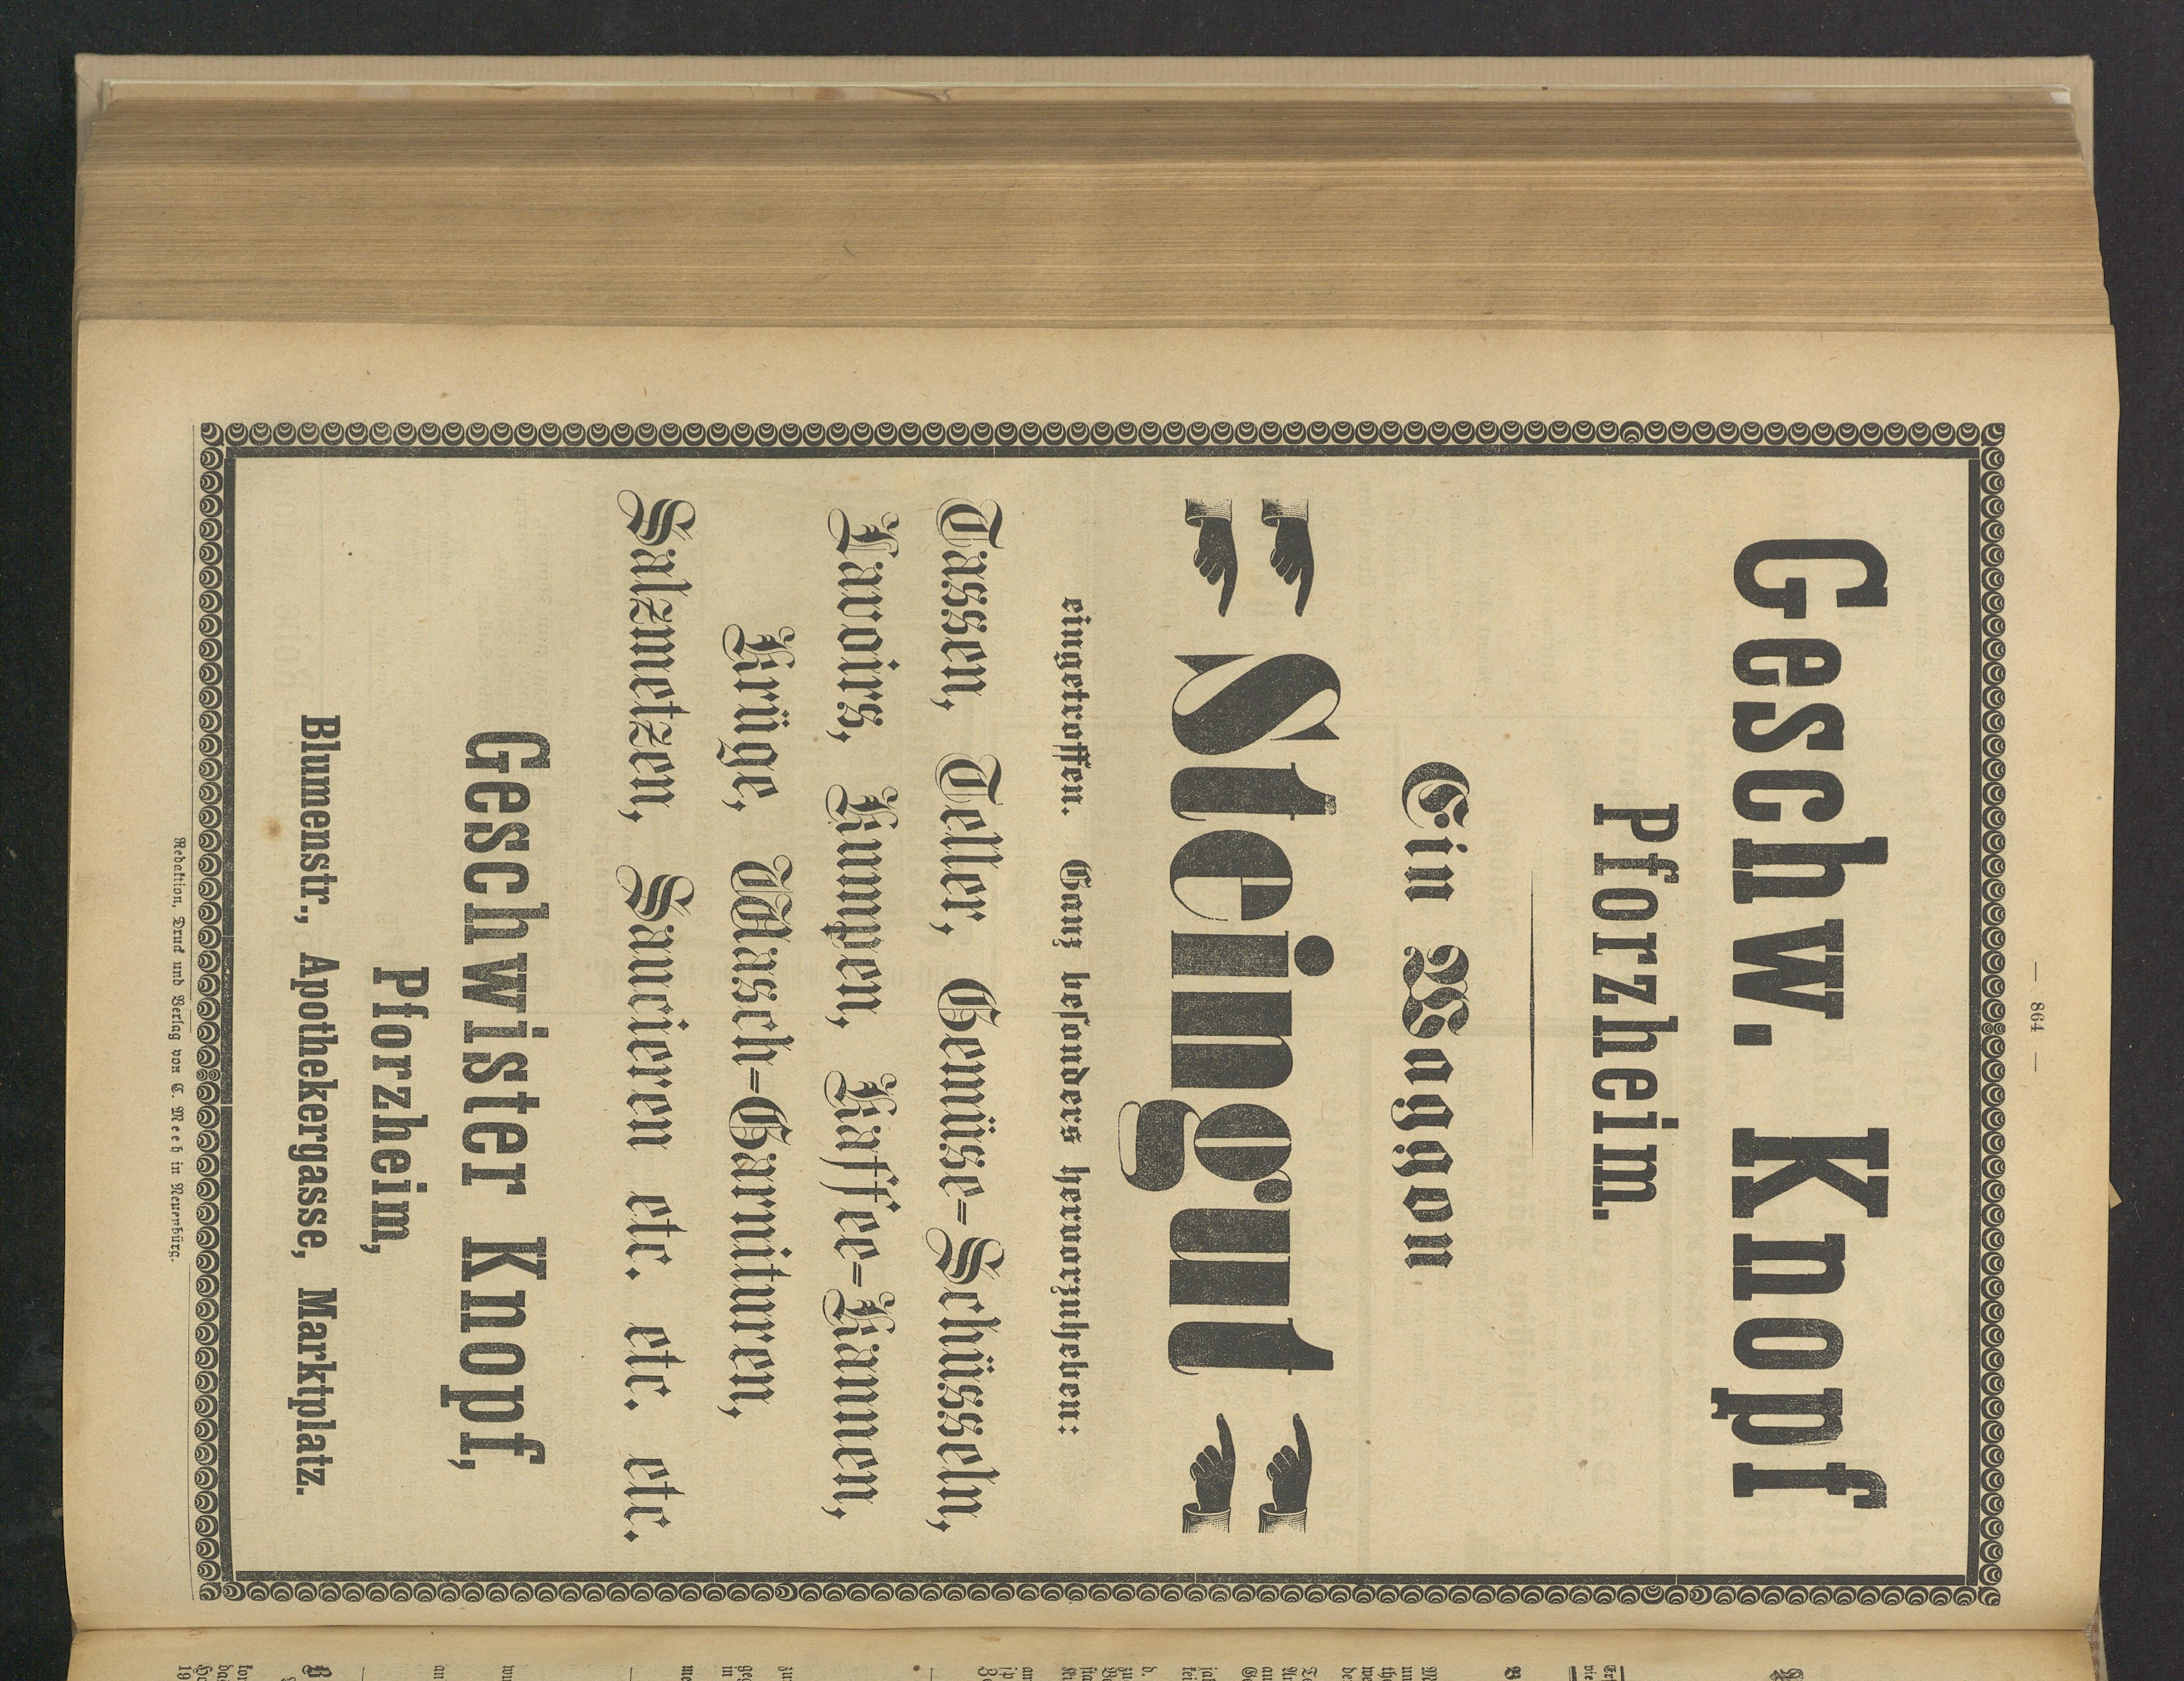 — 864 —
Geschw. Knopf
Pforzheim.
Ein Waggon
Steingut
eingetroffen. Ganz besonders hervorzuheben:
Tassen, Teller, Gemüse-Schüsseln,
Lavoirs, Humpen, Kaffee-Kannen,
Krüge, Wasch-Garnituren,
Salzmetzen, Saucieren etc. etc. etc.
Geschwister Knopf,
Pforzheim,
Blumenstr., Apothekergasse, Marktplatz.
Redaktion, Druck und Verlag von C. Meeh in Neuenbürg.